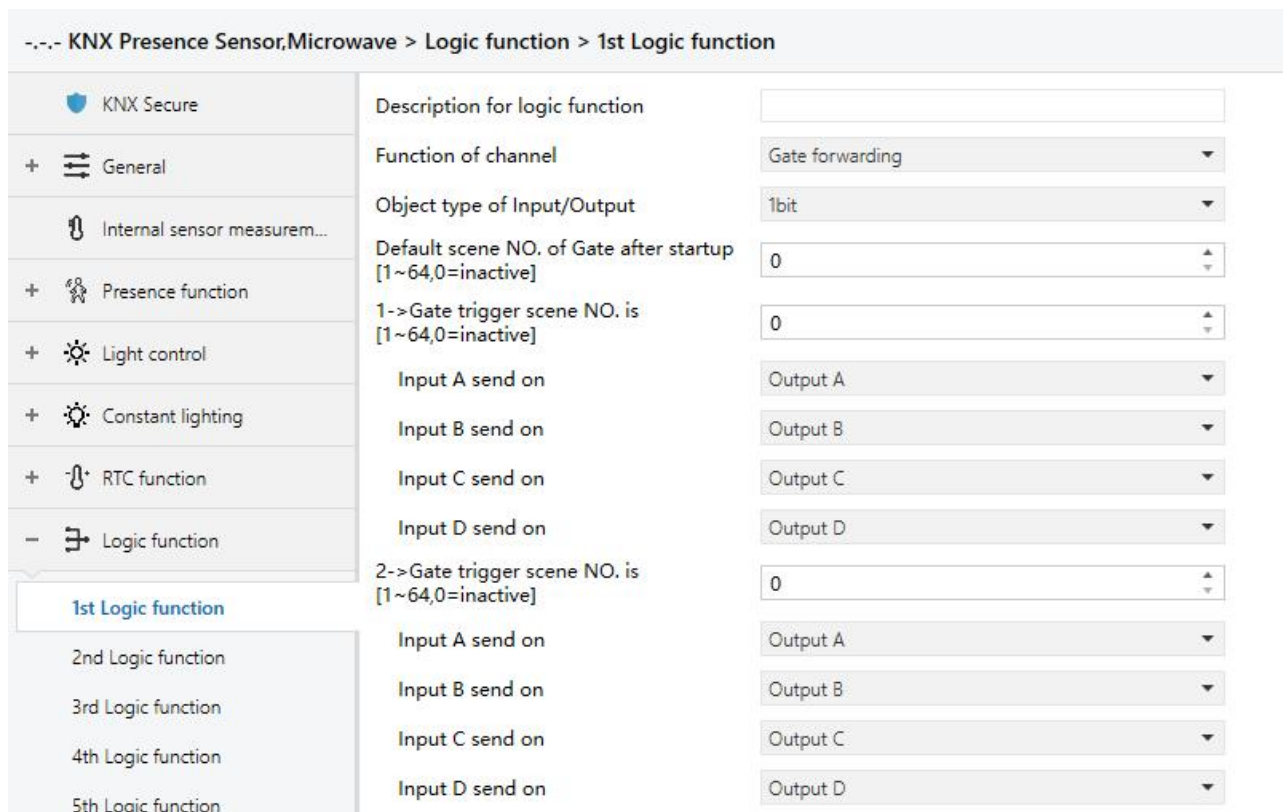 -.-.- KNX Presence Sensor,Microwave > Logic function > 1st Logic function
KNX Secure
+ General
Internal sensor measurem...
+ Presence function
+ Light control
+ Constant lighting
+ RTC function
− Logic function
1st Logic function
2nd Logic function
3rd Logic function
4th Logic function
5th Logic function
Description for logic function
Function of channel Gate forwarding
Object type of Input/Output 1bit
Default scene NO. of Gate after startup
[1~64,0=inactive] 0
1->Gate trigger scene NO. is
[1~64,0=inactive] 0
Input A send on Output A
Input B send on Output B
Input C send on Output C
Input D send on Output D
2->Gate trigger scene NO. is
[1~64,0=inactive] 0
Input A send on Output A
Input B send on Output B
Input C send on Output C
Input D send on Output D